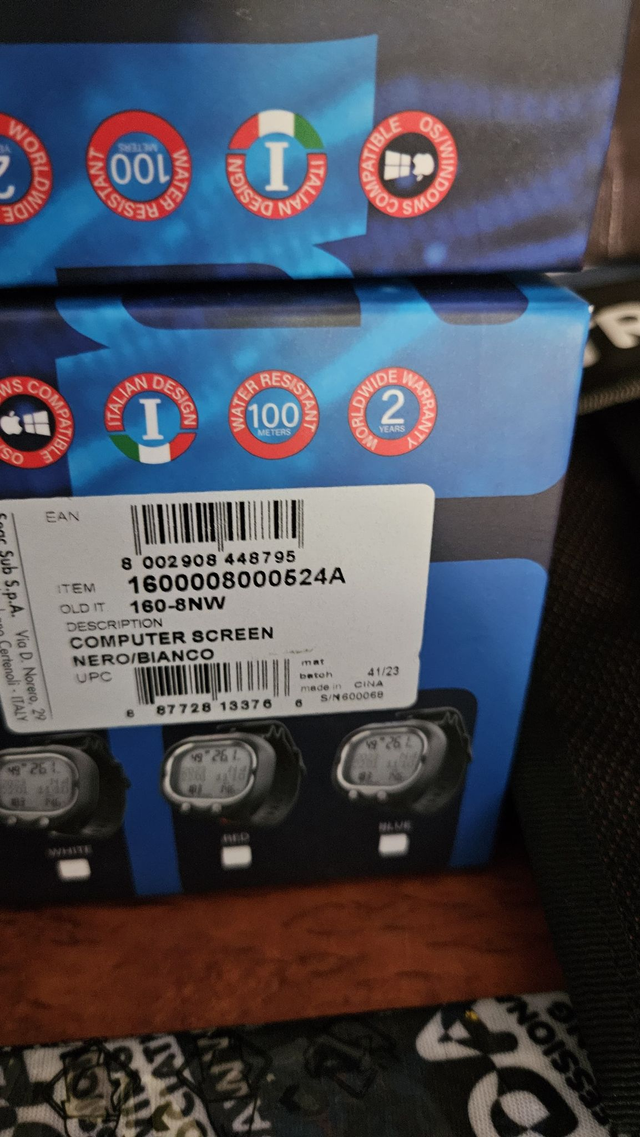 WORLDWIDE
2
100
METERS
WATER RESISTANT
I
ITALIAN DESIGN
OS/WINDOWS COMPATIBLE
WS COMPATIBLE
OS/
ITALIAN DESIGN
I
WATER RESISTANT
100
METERS
WORLDWIDE WARRANTY
2
YEARS
EAN
8 002908 448795
ITEM 1600008000524A
OLD IT 160-8NW
DESCRIPTION
COMPUTER SCREEN
NERO/BIANCO
UPC
mat
batch 41/23
made in CINA
S/N600068
8 87728 13376 6
Sub S.p.A. Via D. Norero, 29
ITALY
WHITE
RED
BLUE